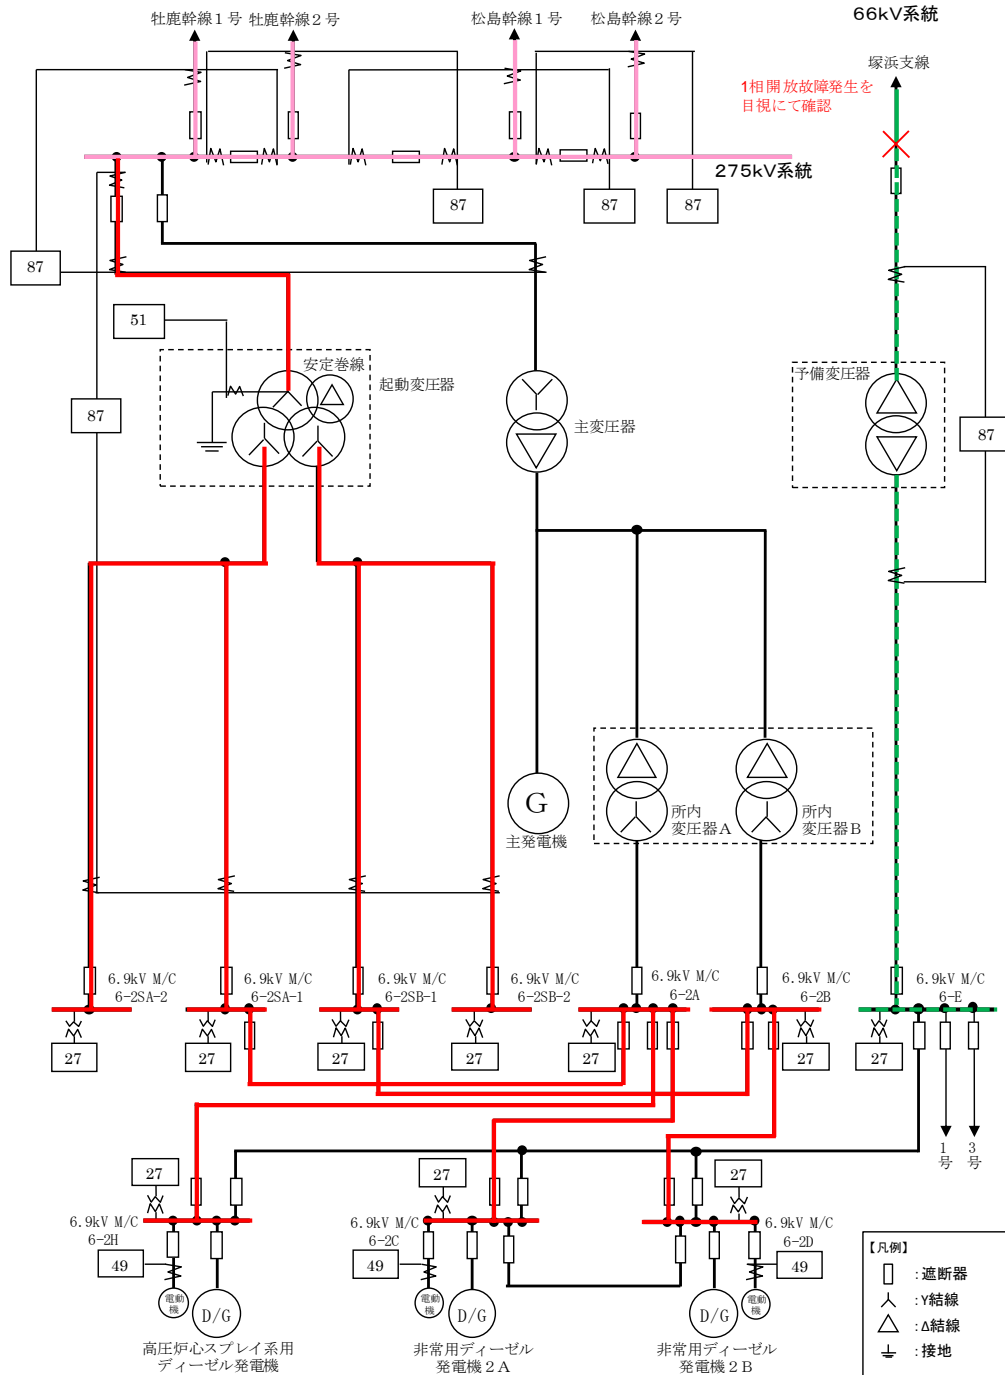 66kV系統
牡鹿幹線1号
牡鹿幹線2号
松島幹線1号
松島幹線2号
塚浜支線
1相開放故障発生を
目視にて確認
275kV系統
87
87
87
87
51
安定巻線
起動変圧器
予備変圧器
87
主変圧器
87
G
主発電機
所内
変圧器A
所内
変圧器B
6.9kV M/C
6-2SA-2
6.9kV M/C
6-2SA-1
6.9kV M/C
6-2SB-1
6.9kV M/C
6-2SB-2
6.9kV M/C
6-2A
6.9kV M/C
6-2B
6.9kV M/C
6-E
27
27
27
27
27
27
27
1号
3号
27
27
27
6.9kV M/C
6-2H
6.9kV M/C
6-2C
6.9kV M/C
6-2D
49
49
49
電動機
D/G
電動機
D/G
D/G
電動機
高圧炉心スプレイ系用
ディーゼル発電機
非常用ディーゼル
発電機2A
非常用ディーゼル
発電機2B
【凡例】
:遮断器
:Y結線
:Δ結線
:接地